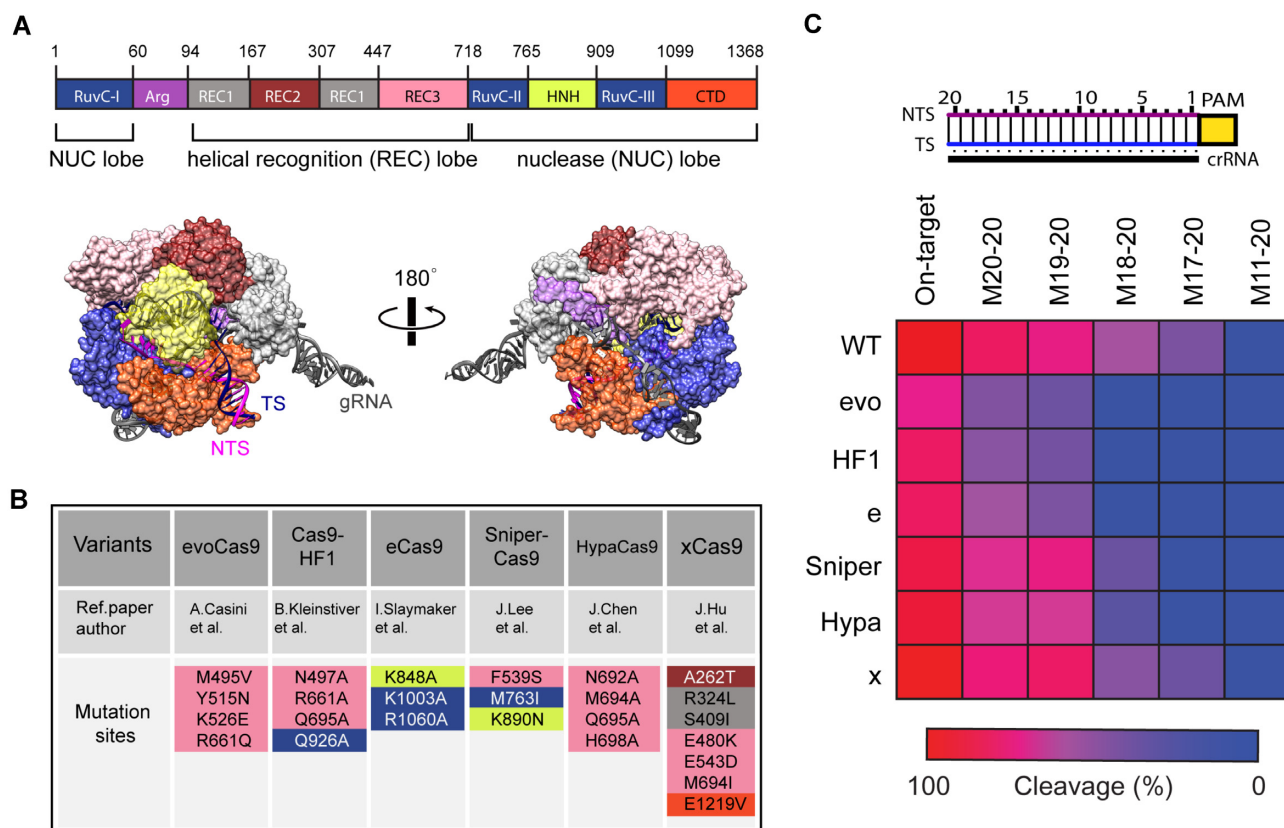 A
1 60 94 167 307 447 718 765 909 1099 1368
RuvC-I Arg REC1 REC2 REC1 REC3 RuvC-II HNH RuvC-III CTD
NUC lobe helical recognition (REC) lobe nuclease (NUC) lobe
180°
TS
gRNA
NTS
B
Variants evoCas9 Cas9-HF1 eCas9 Sniper-Cas9 HypaCas9 xCas9
Ref.paper author A.Casini et al. B.Kleinstiver et al. I.Slaymaker et al. J.Lee et al. J.Chen et al. J.Hu et al.
Mutation sites
M495V N497A K848A F539S N692A A262T
Y515N R661A K1003A M763I M694A R324L
K526E Q695A R1060A K890N Q695A S409I
R661Q Q926A H698A E480K
E543D
M694I
E1219V
C
20 15 10 5 1 PAM
NTS
TS
crRNA
On-target M20-20 M19-20 M18-20 M17-20 M11-20
WT
evo
HF1
e
Sniper
Hypa
x
100 Cleavage (%) 0